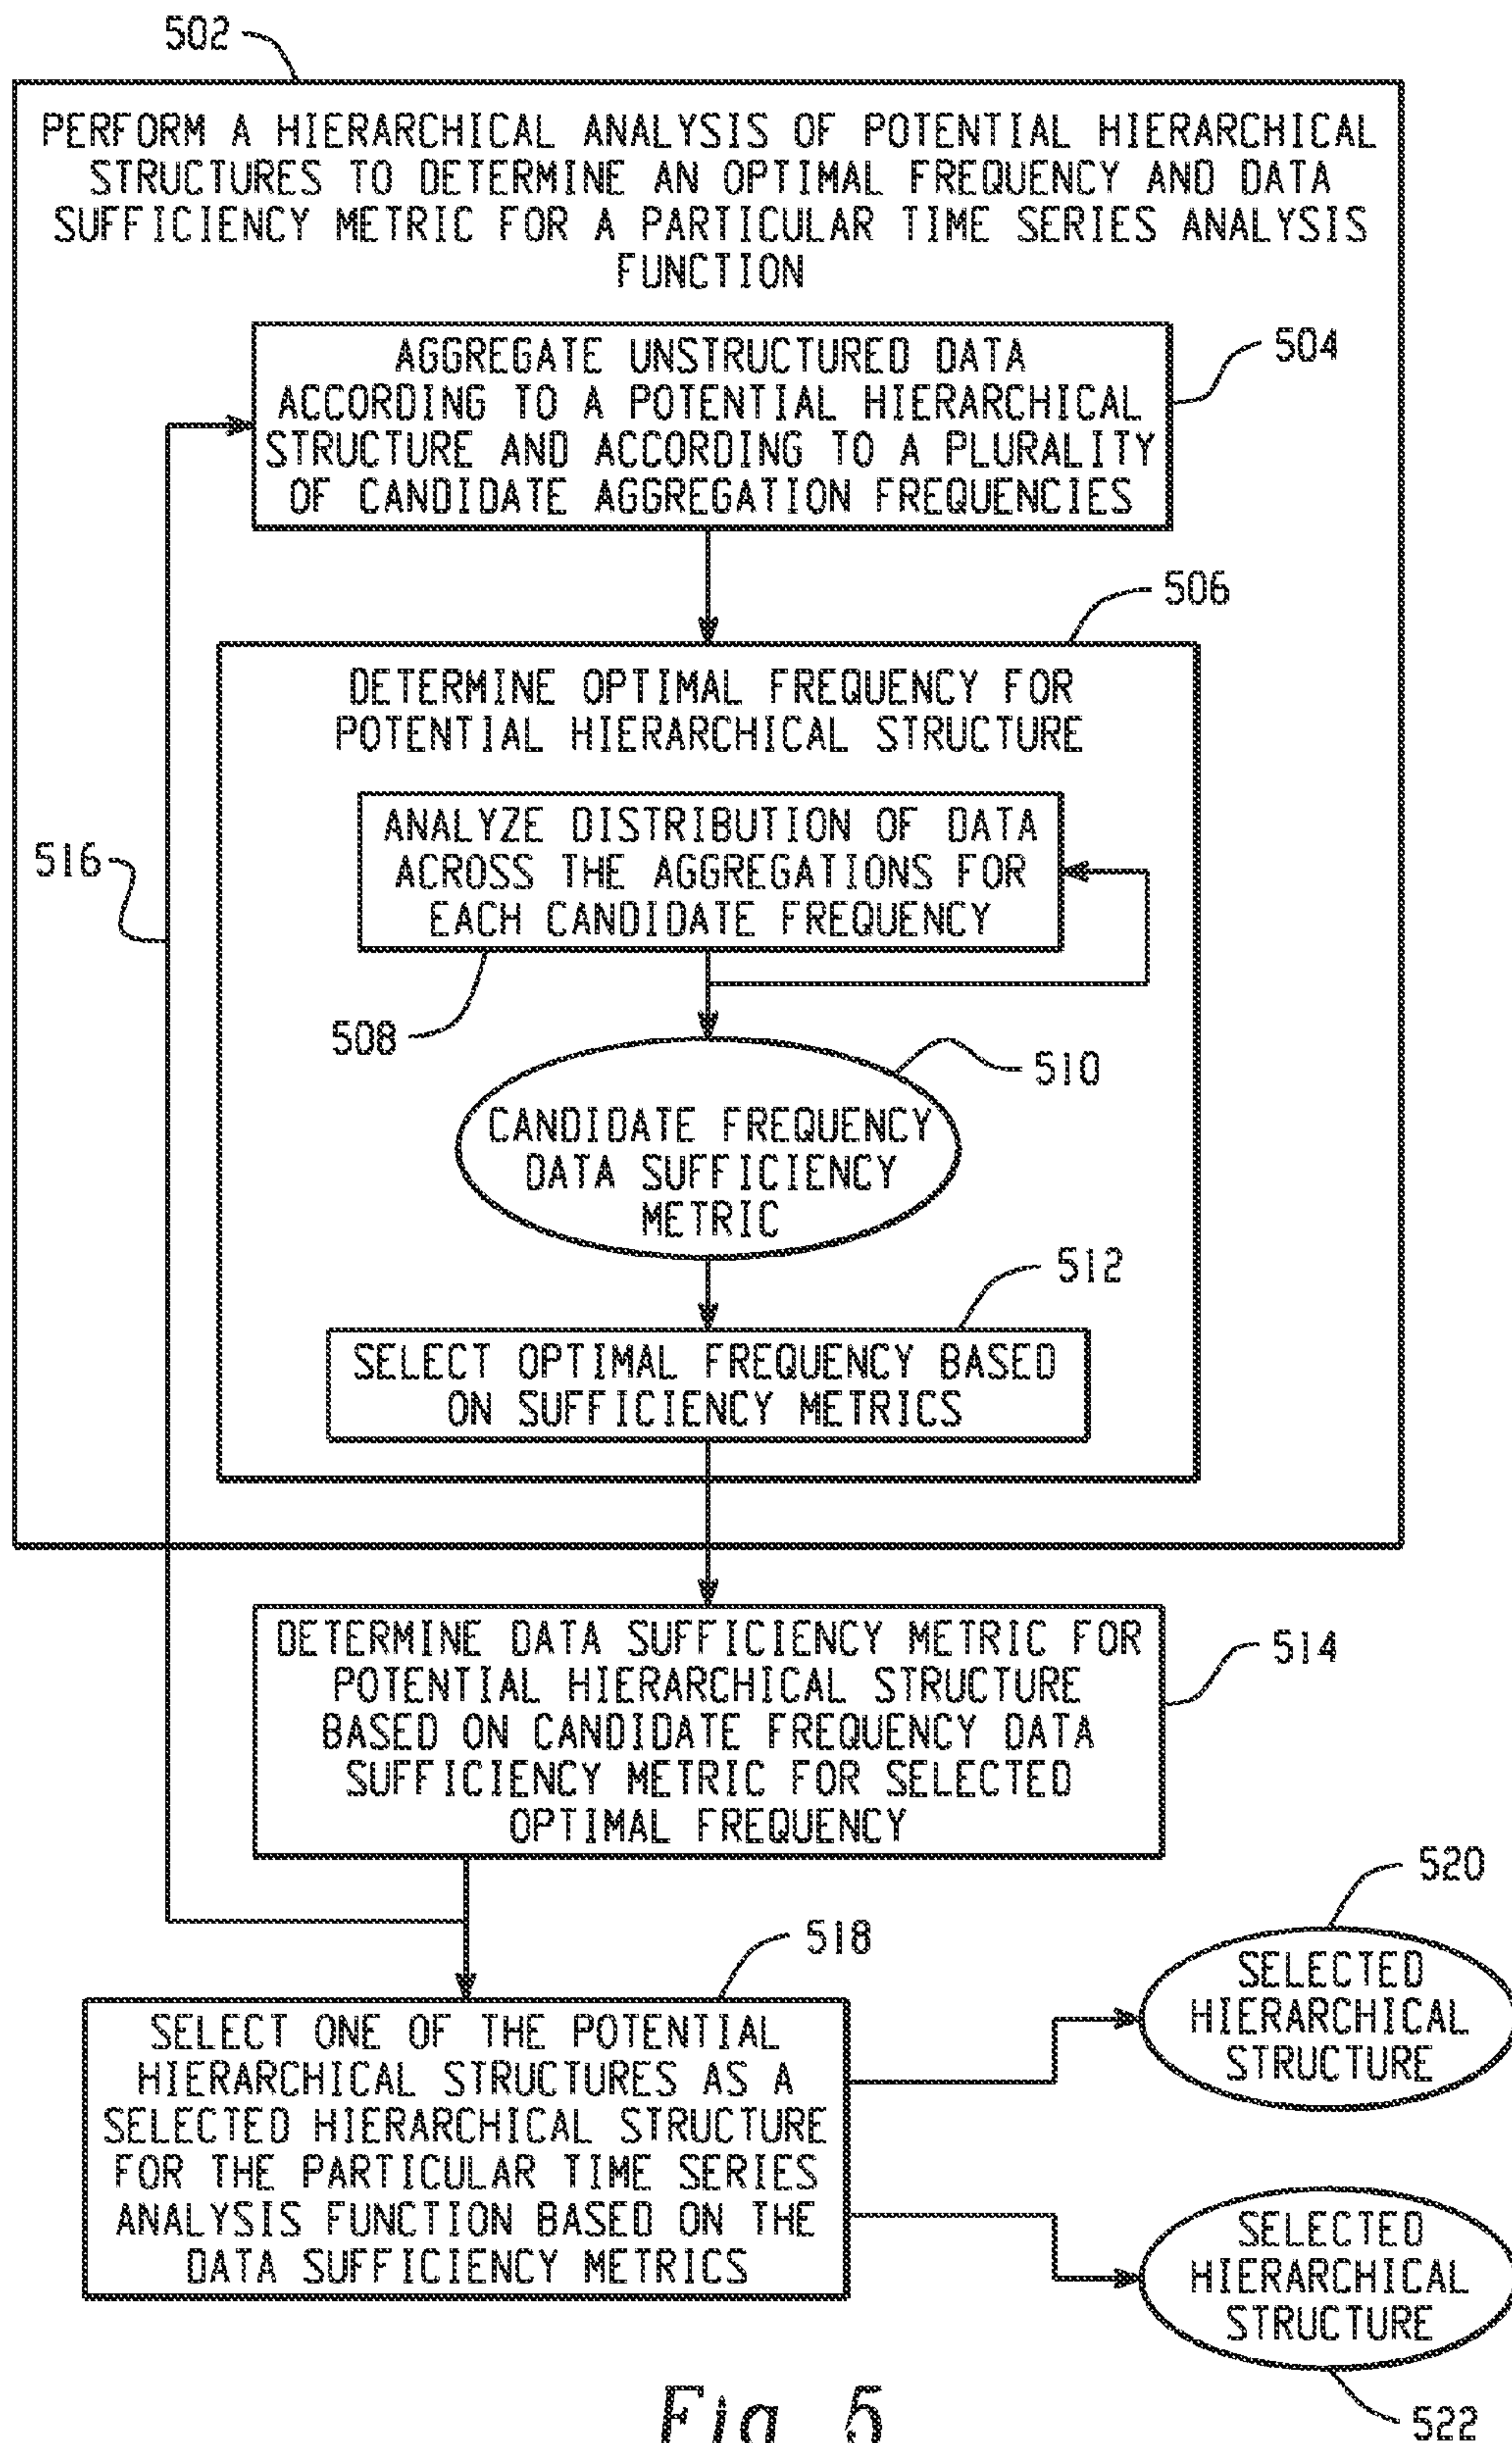 502
PERFORM A HIERARCHICAL ANALYSIS OF POTENTIAL HIERARCHICAL
STRUCTURES TO DETERMINE AN OPTIMAL FREQUENCY AND DATA
SUFFICIENCY METRIC FOR A PARTICULAR TIME SERIES ANALYSIS
FUNCTION
AGGREGATE UNSTRUCTURED DATA
ACCORDING TO A POTENTIAL HIERARCHICAL
STRUCTURE AND ACCORDING TO A PLURALITY
OF CANDIDATE AGGREGATION FREQUENCIES
504
506
DETERMINE OPTIMAL FREQUENCY FOR
POTENTIAL HIERARCHICAL STRUCTURE
ANALYZE DISTRIBUTION OF DATA
ACROSS THE AGGREGATIONS FOR
EACH CANDIDATE FREQUENCY
516
508
510
CANDIDATE FREQUENCY
DATA SUFFICIENCY
METRIC
512
SELECT OPTIMAL FREQUENCY BASED
ON SUFFICIENCY METRICS
DETERMINE DATA SUFFICIENCY METRIC FOR
POTENTIAL HIERARCHICAL STRUCTURE
BASED ON CANDIDATE FREQUENCY DATA
SUFFICIENCY METRIC FOR SELECTED
OPTIMAL FREQUENCY
514
518
SELECT ONE OF THE POTENTIAL
HIERARCHICAL STRUCTURES AS A
SELECTED HIERARCHICAL STRUCTURE
FOR THE PARTICULAR TIME SERIES
ANALYSIS FUNCTION BASED ON THE
DATA SUFFICIENCY METRICS
520
SELECTED
HIERARCHICAL
STRUCTURE
SELECTED
HIERARCHICAL
STRUCTURE
522
Fig. 5